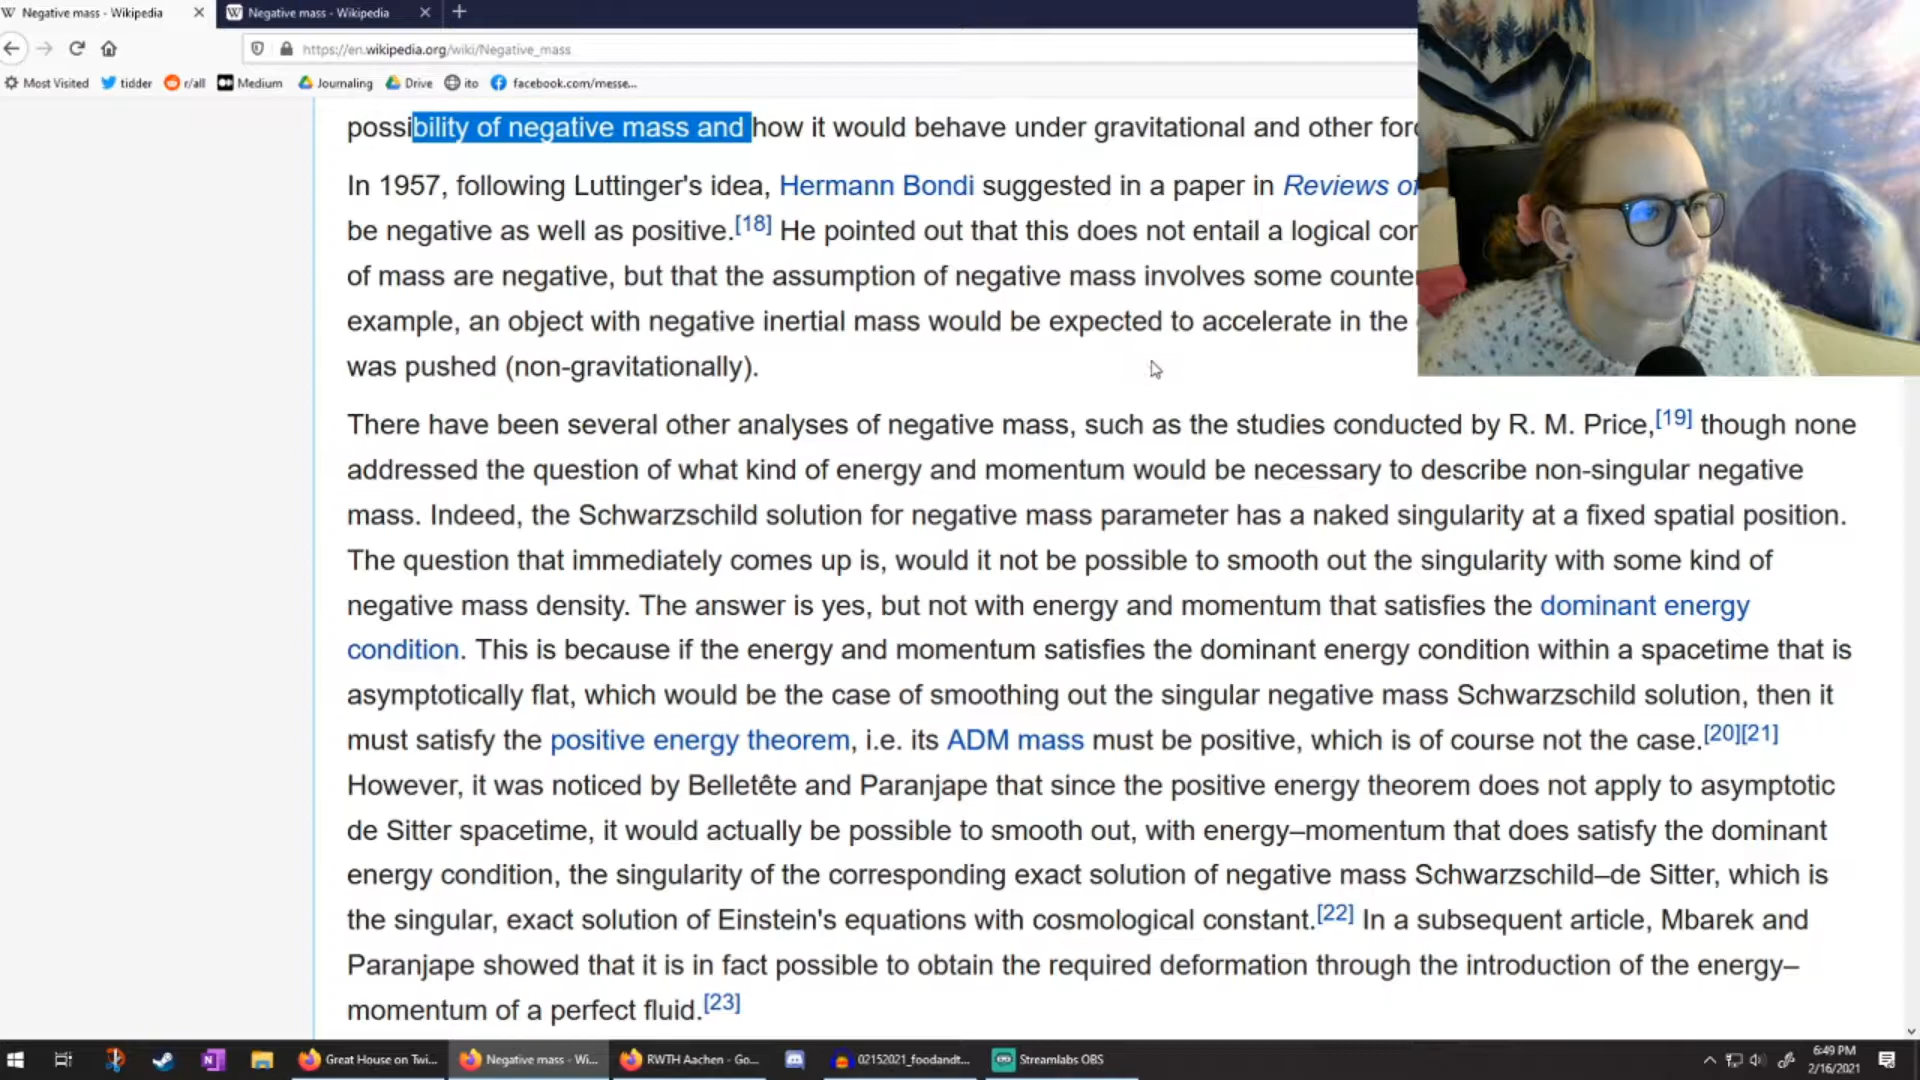 Negative mass - Wikipedia
Negative mass - Wikipedia
https://en.wikipedia.org/wiki/Negative_mass
Most Visited tidder r/all Medium Journaling Drive ito facebook.com/messe...
possibility of negative mass and how it would behave under gravitational and other forc
In 1957, following Luttinger's idea, Hermann Bondi suggested in a paper in Reviews of
be negative as well as positive.[18] He pointed out that this does not entail a logical con
of mass are negative, but that the assumption of negative mass involves some counter
example, an object with negative inertial mass would be expected to accelerate in the
was pushed (non-gravitationally).
There have been several other analyses of negative mass, such as the studies conducted by R. M. Price,[19] though none
addressed the question of what kind of energy and momentum would be necessary to describe non-singular negative
mass. Indeed, the Schwarzschild solution for negative mass parameter has a naked singularity at a fixed spatial position.
The question that immediately comes up is, would it not be possible to smooth out the singularity with some kind of
negative mass density. The answer is yes, but not with energy and momentum that satisfies the dominant energy
condition. This is because if the energy and momentum satisfies the dominant energy condition within a spacetime that is
asymptotically flat, which would be the case of smoothing out the singular negative mass Schwarzschild solution, then it
must satisfy the positive energy theorem, i.e. its ADM mass must be positive, which is of course not the case.[20][21]
However, it was noticed by Belletête and Paranjape that since the positive energy theorem does not apply to asymptotic
de Sitter spacetime, it would actually be possible to smooth out, with energy–momentum that does satisfy the dominant
energy condition, the singularity of the corresponding exact solution of negative mass Schwarzschild–de Sitter, which is
the singular, exact solution of Einstein's equations with cosmological constant.[22] In a subsequent article, Mbarek and
Paranjape showed that it is in fact possible to obtain the required deformation through the introduction of the energy–
momentum of a perfect fluid.[23]
Great House on Twi...
Negative mass - Wi...
RWTH Aachen - Go...
02152021_foodandt...
Streamlabs OBS
6:49 PM
2/16/2021